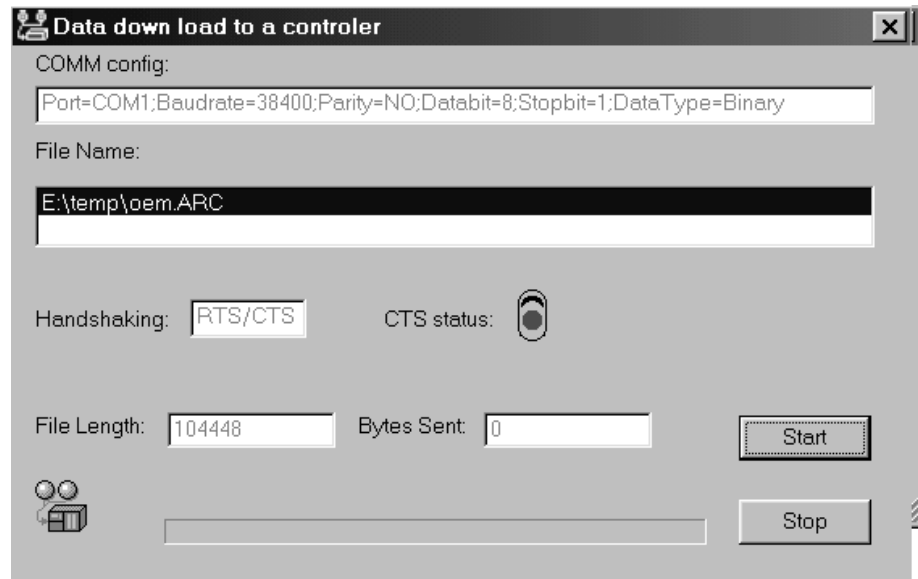 Data down load to a controler
COMM config:
Port=COM1;Baudrate=38400;Parity=NO;Databit=8;Stopbit=1;DataType=Binary
File Name:
E:\temp\oem.ARC
Handshaking: RTS/CTS CTS status:
File Length: 104448 Bytes Sent: 0 Start
Stop